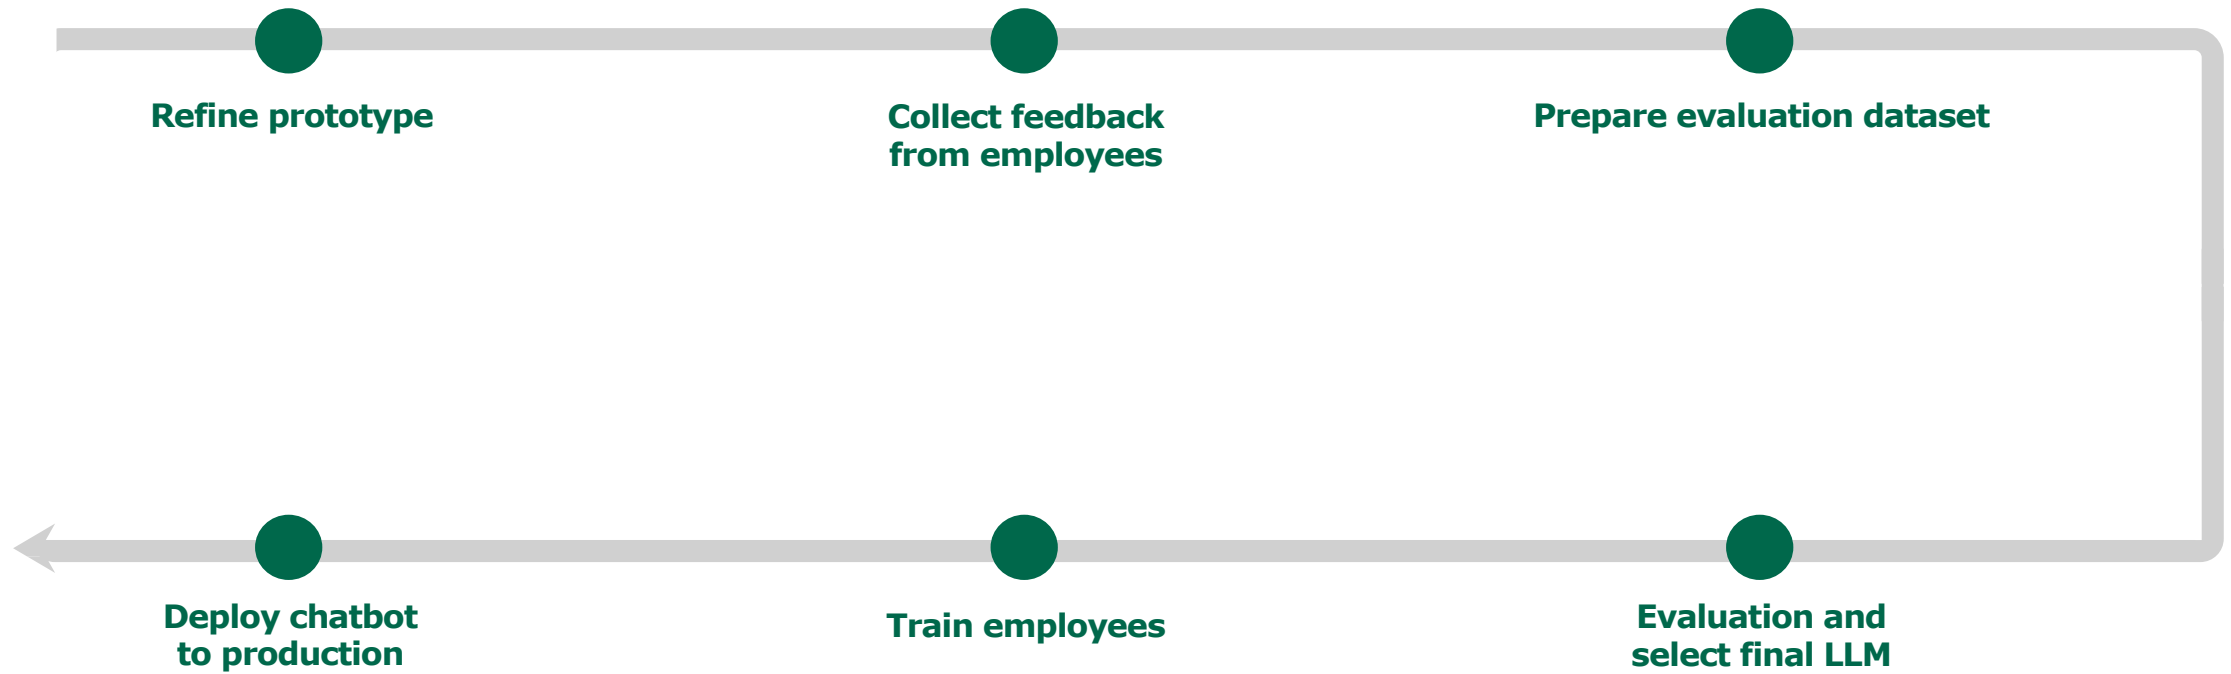 Refine prototype
Collect feedback
from employees
Prepare evaluation dataset
Evaluation and
select final LLM
Train employees
Deploy chatbot
to production